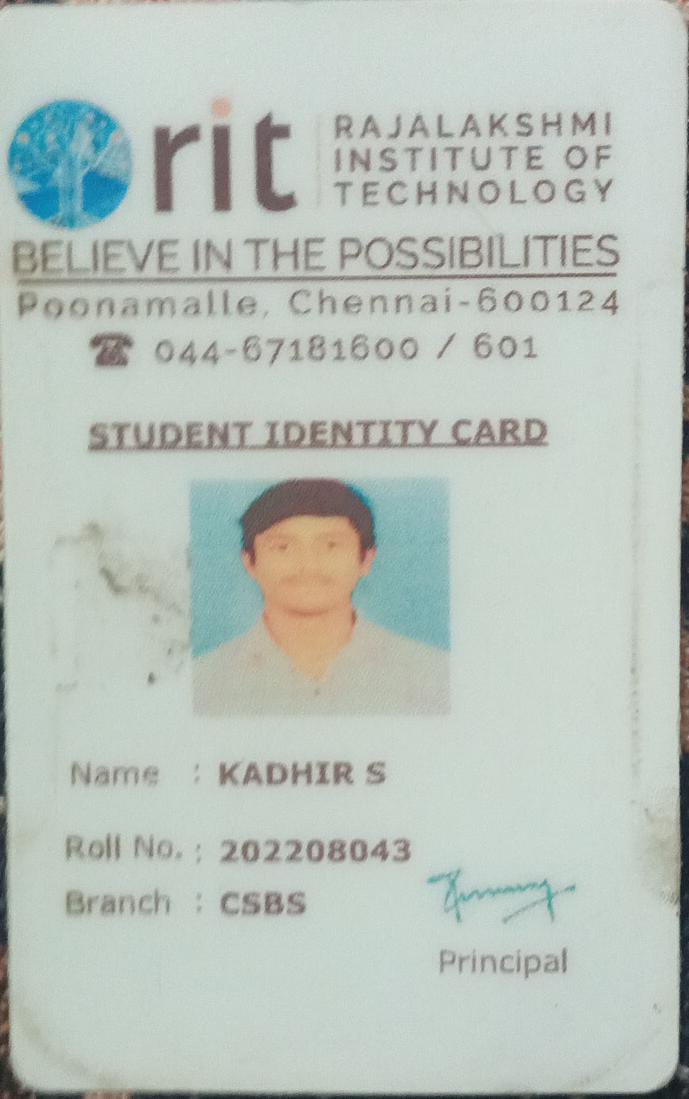 rit
RAJALAKSHMI
INSTITUTE OF
TECHNOLOGY
BELIEVE IN THE POSSIBILITIES
Poonamalle, Chennai-600124
☎ 044-67181600 / 601
STUDENT IDENTITY CARD
Name : KADHIR S
Roll No. : 202208043
Branch : CSBS
Principal